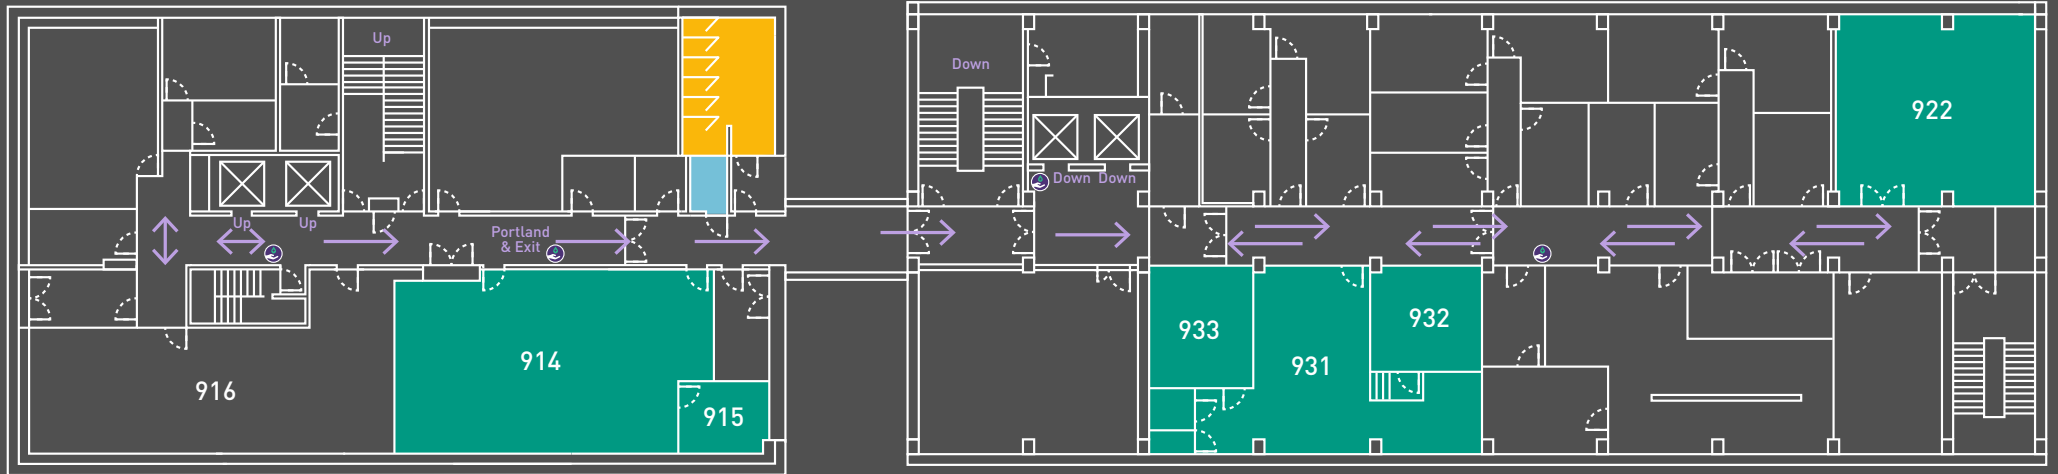 Up
Down
922
Down Down
Up
Up
Portland
& Exit
933
932
931
914
916
915